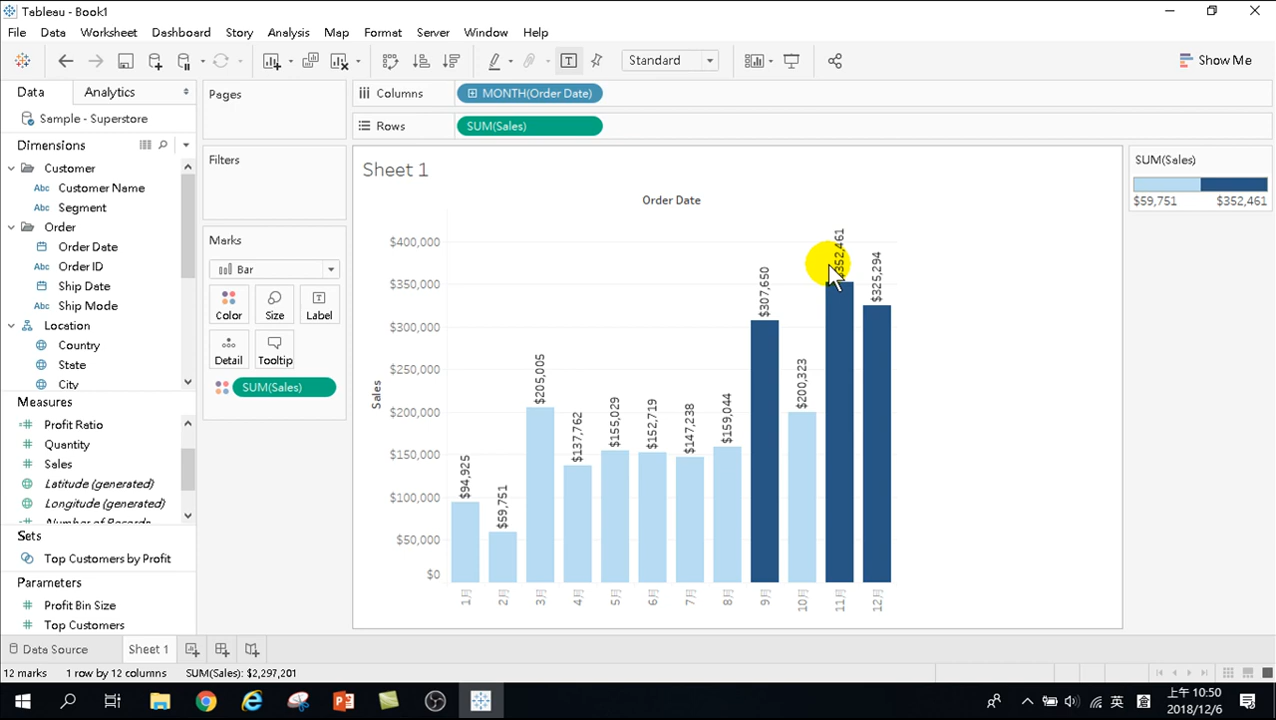 Tableau - Book1
File Data Worksheet Dashboard Story Analysis Map Format Server Window Help
Standard
Show Me
Data Analytics
Sample - Superstore
Dimensions
Customer
Customer Name
Segment
Order
Order Date
Order ID
Ship Date
Ship Mode
Location
Country
State
City
Measures
Profit Ratio
Quantity
Sales
Latitude (generated)
Longitude (generated)
Number of Records
Sets
Top Customers by Profit
Parameters
Profit Bin Size
Top Customers
Pages
Filters
Marks
Bar
Color Size Label
Detail Tooltip
SUM(Sales)
Columns MONTH(Order Date)
Rows SUM(Sales)
Sheet 1
Order Date
Sales
$400,000
$350,000
$300,000
$250,000
$200,000
$150,000
$100,000
$50,000
$0
$94,925
$59,751
$205,005
$137,762
$155,029
$152,719
$147,238
$159,044
$307,650
$200,323
$352,461
$325,294
1月 2月 3月 4月 5月 6月 7月 8月 9月 10月 11月 12月
SUM(Sales)
$59,751 $352,461
Data Source Sheet 1
12 marks 1 row by 12 columns SUM(Sales): $2,297,201
英
上午 10:50
2018/12/6